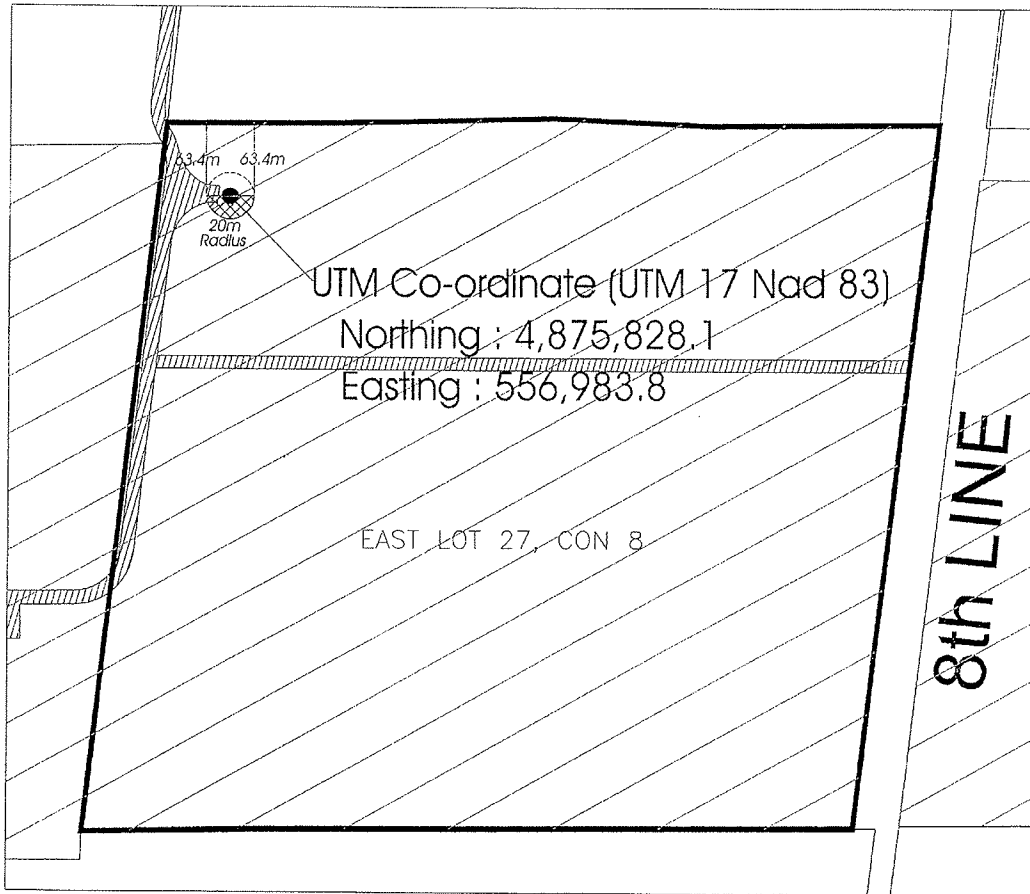 63.4m 63.4m
20m
Radius
UTM Co-ordinate (UTM 17 Nad 83)
Northing : 4,875,828.1
Easting : 556,983.8
EAST LOT 27, CON 8
8th LINE